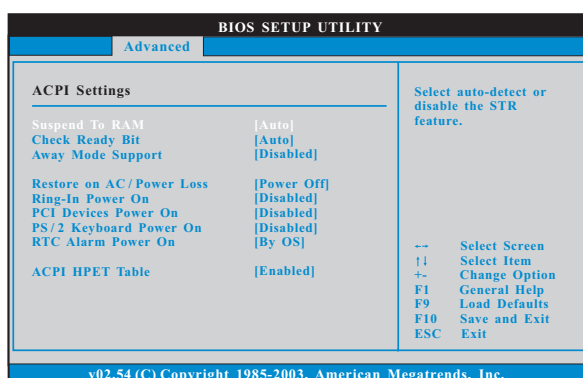 BIOS SETUP UTILITY
Advanced
ACPI Settings
Suspend To RAM [Auto]
Check Ready Bit [Auto]
Away Mode Support [Disabled]
Restore on AC / Power Loss [Power Off]
Ring-In Power On [Disabled]
PCI Devices Power On [Disabled]
PS / 2 Keyboard Power On [Disabled]
RTC Alarm Power On [By OS]
ACPI HPET Table [Enabled]
Select auto-detect or
disable the STR
feature.
←→ Select Screen
↑↓ Select Item
+- Change Option
F1 General Help
F9 Load Defaults
F10 Save and Exit
ESC Exit
v02.54 (C) Copyright 1985-2003, American Megatrends, Inc.